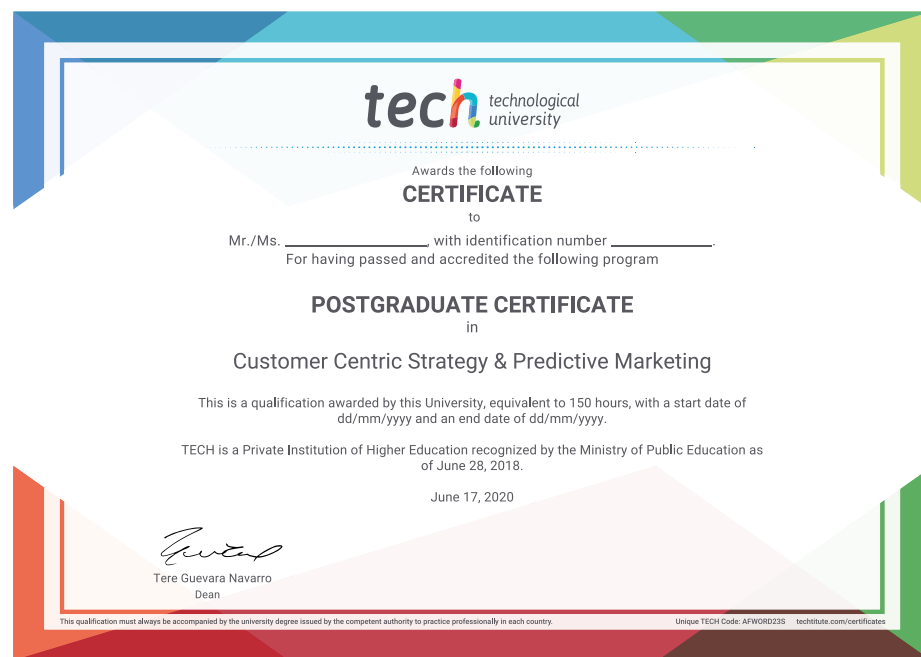 tech technological
university
Awards the following
CERTIFICATE
to
Mr./Ms. ____________, with identification number ____________.
For having passed and accredited the following program
POSTGRADUATE CERTIFICATE
in
Customer Centric Strategy & Predictive Marketing
This is a qualification awarded by this University, equivalent to 150 hours, with a start date of
dd/mm/yyyy and an end date of dd/mm/yyyy.
TECH is a Private Institution of Higher Education recognized by the Ministry of Public Education as
of June 28, 2018.
June 17, 2020
Tere Guevara Navarro
Dean
This qualification must always be accompanied by the university degree issued by the competent authority to practice professionally in each country.
Unique TECH Code: AFWORD23S techtitute.com/certificates